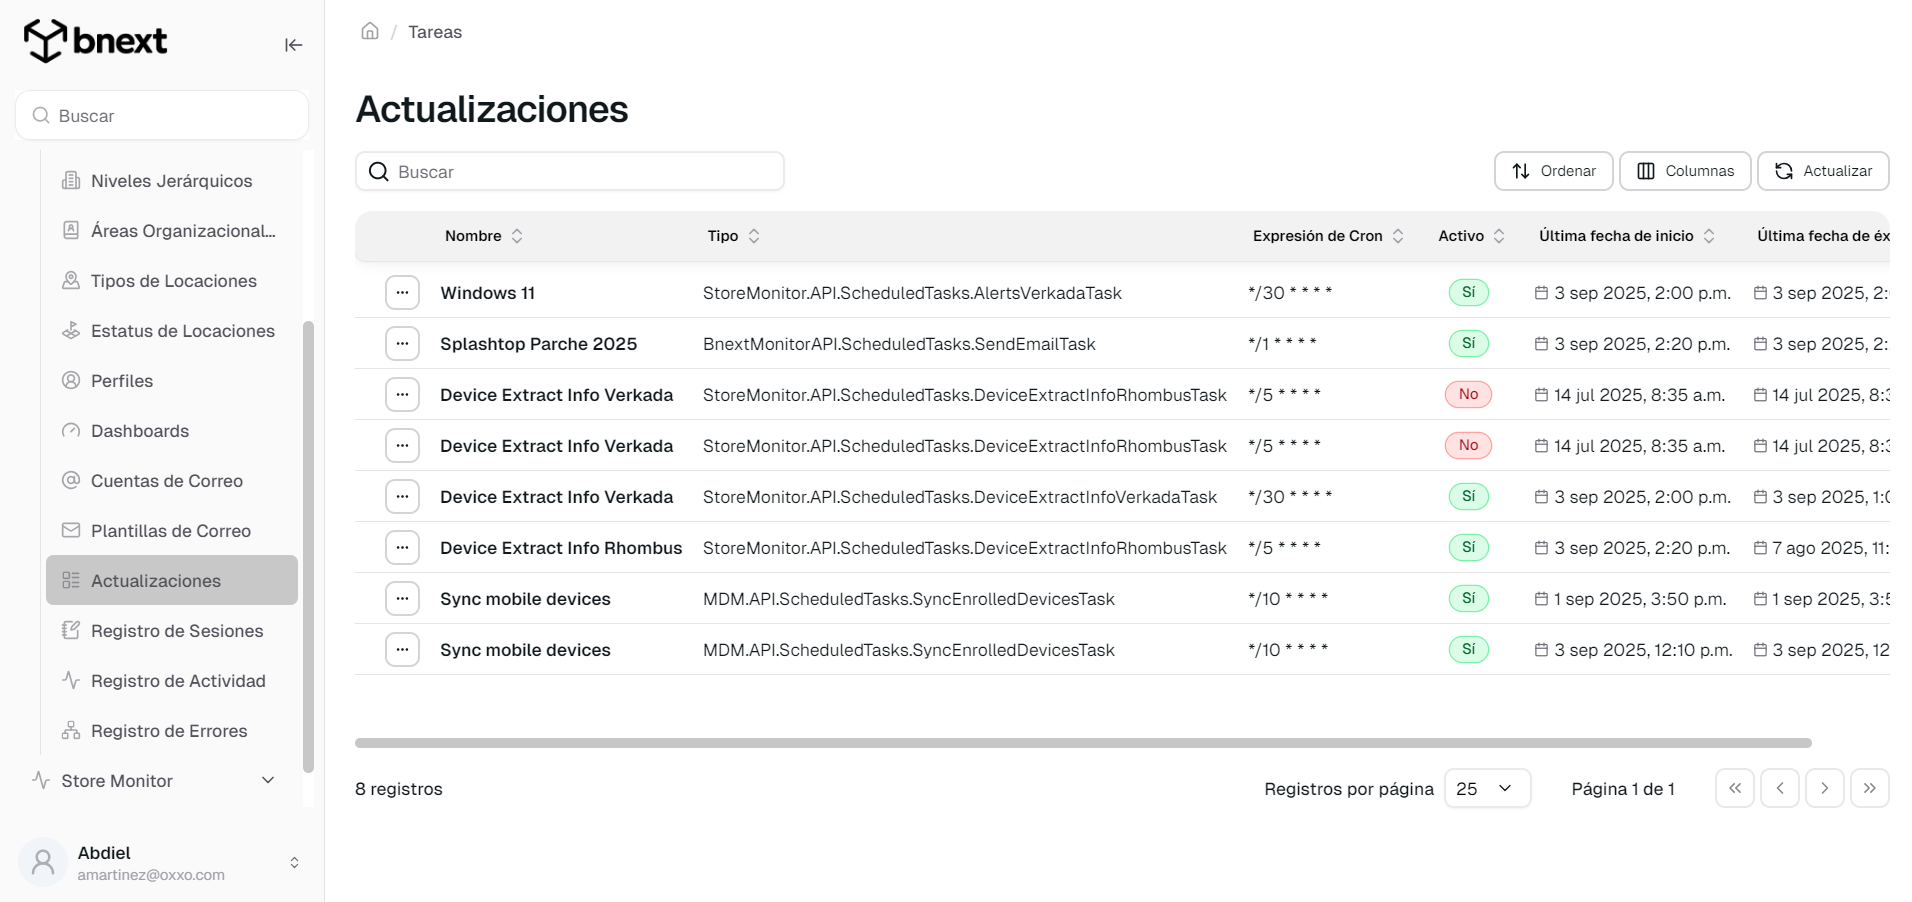 bnext
Buscar
Niveles Jerárquicos
Áreas Organizacional...
Tipos de Locaciones
Estatus de Locaciones
Perfiles
Dashboards
Cuentas de Correo
Plantillas de Correo
Actualizaciones
Registro de Sesiones
Registro de Actividad
Registro de Errores
Store Monitor
Abdiel
amartinez@oxxo.com
/ Tareas
Actualizaciones
Buscar
Ordenar Columnas Actualizar
Nombre Tipo Expresión de Cron Activo Última fecha de inicio Última fecha de éx
... Windows 11 StoreMonitor.API.ScheduledTasks.AlertsVerkadaTask */30 * * * * Sí 3 sep 2025, 2:00 p.m. 3 sep 2025, 2:
... Splashtop Parche 2025 BnextMonitorAPI.ScheduledTasks.SendEmailTask */1 * * * * Sí 3 sep 2025, 2:20 p.m. 3 sep 2025, 2:
... Device Extract Info Verkada StoreMonitor.API.ScheduledTasks.DeviceExtractInfoRhombusTask */5 * * * * No 14 jul 2025, 8:35 a.m. 14 jul 2025, 8:3
... Device Extract Info Verkada StoreMonitor.API.ScheduledTasks.DeviceExtractInfoRhombusTask */5 * * * * No 14 jul 2025, 8:35 a.m. 14 jul 2025, 8:3
... Device Extract Info Verkada StoreMonitor.API.ScheduledTasks.DeviceExtractInfoVerkadaTask */30 * * * * Sí 3 sep 2025, 2:00 p.m. 3 sep 2025, 1:0
... Device Extract Info Rhombus StoreMonitor.API.ScheduledTasks.DeviceExtractInfoRhombusTask */5 * * * * Sí 3 sep 2025, 2:20 p.m. 7 ago 2025, 11:
... Sync mobile devices MDM.API.ScheduledTasks.SyncEnrolledDevicesTask */10 * * * * Sí 1 sep 2025, 3:50 p.m. 1 sep 2025, 3:5
... Sync mobile devices MDM.API.ScheduledTasks.SyncEnrolledDevicesTask */10 * * * * Sí 3 sep 2025, 12:10 p.m. 3 sep 2025, 12
8 registros Registros por página 25 Página 1 de 1